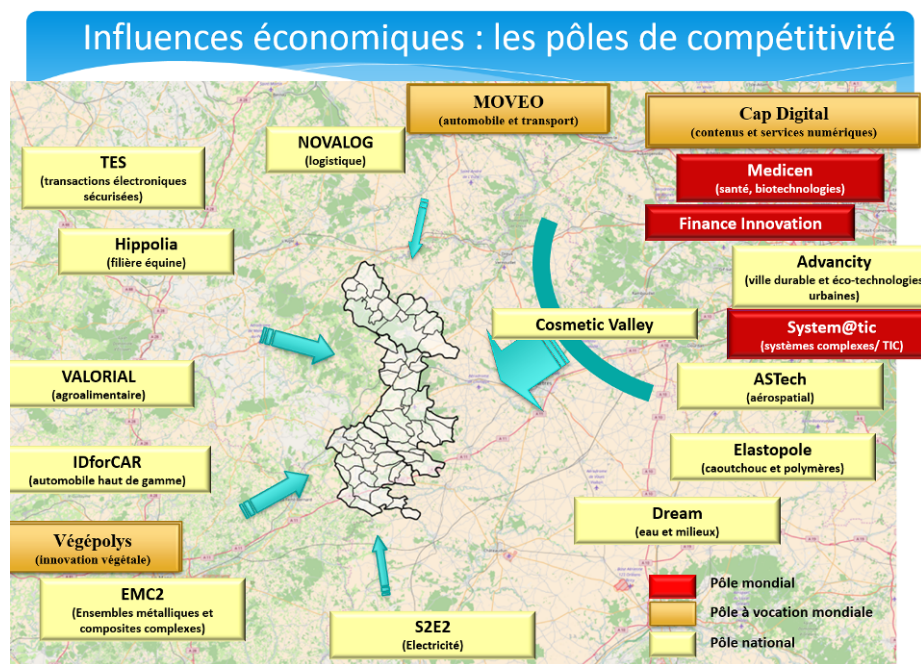 Influences économiques : les pôles de compétitivité
MOVEO
(automobile et transport)
Cap Digital
(contenus et services numériques)
NOVALOG
(logistique)
TES
(transactions électroniques
sécurisées)
Medicen
(santé, biotechnologies)
Finance Innovation
Hippolia
(filière équine)
Advancity
(ville durable et éco-technologies
urbaines)
Cosmetic Valley
System@tic
(systèmes complexes/ TIC)
VALORIAL
(agroalimentaire)
ASTech
(aérospatial)
IDforCAR
(automobile haut de gamme)
Elastopole
(caoutchouc et polymères)
Végépolys
(innovation végétale)
Dream
(eau et milieux)
EMC2
(Ensembles métalliques et
composites complexes)
S2E2
(Electricité)
Pôle mondial
Pôle à vocation mondiale
Pôle national